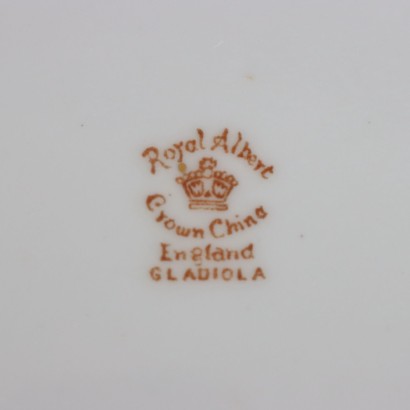 Royal Albert
Crown China
England
GLADIOLA